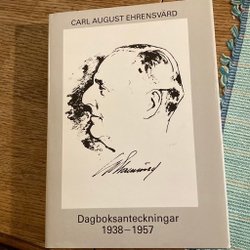 CARL AUGUST EHRENSVÄRD
Dagboksanteckningar
1938–1957